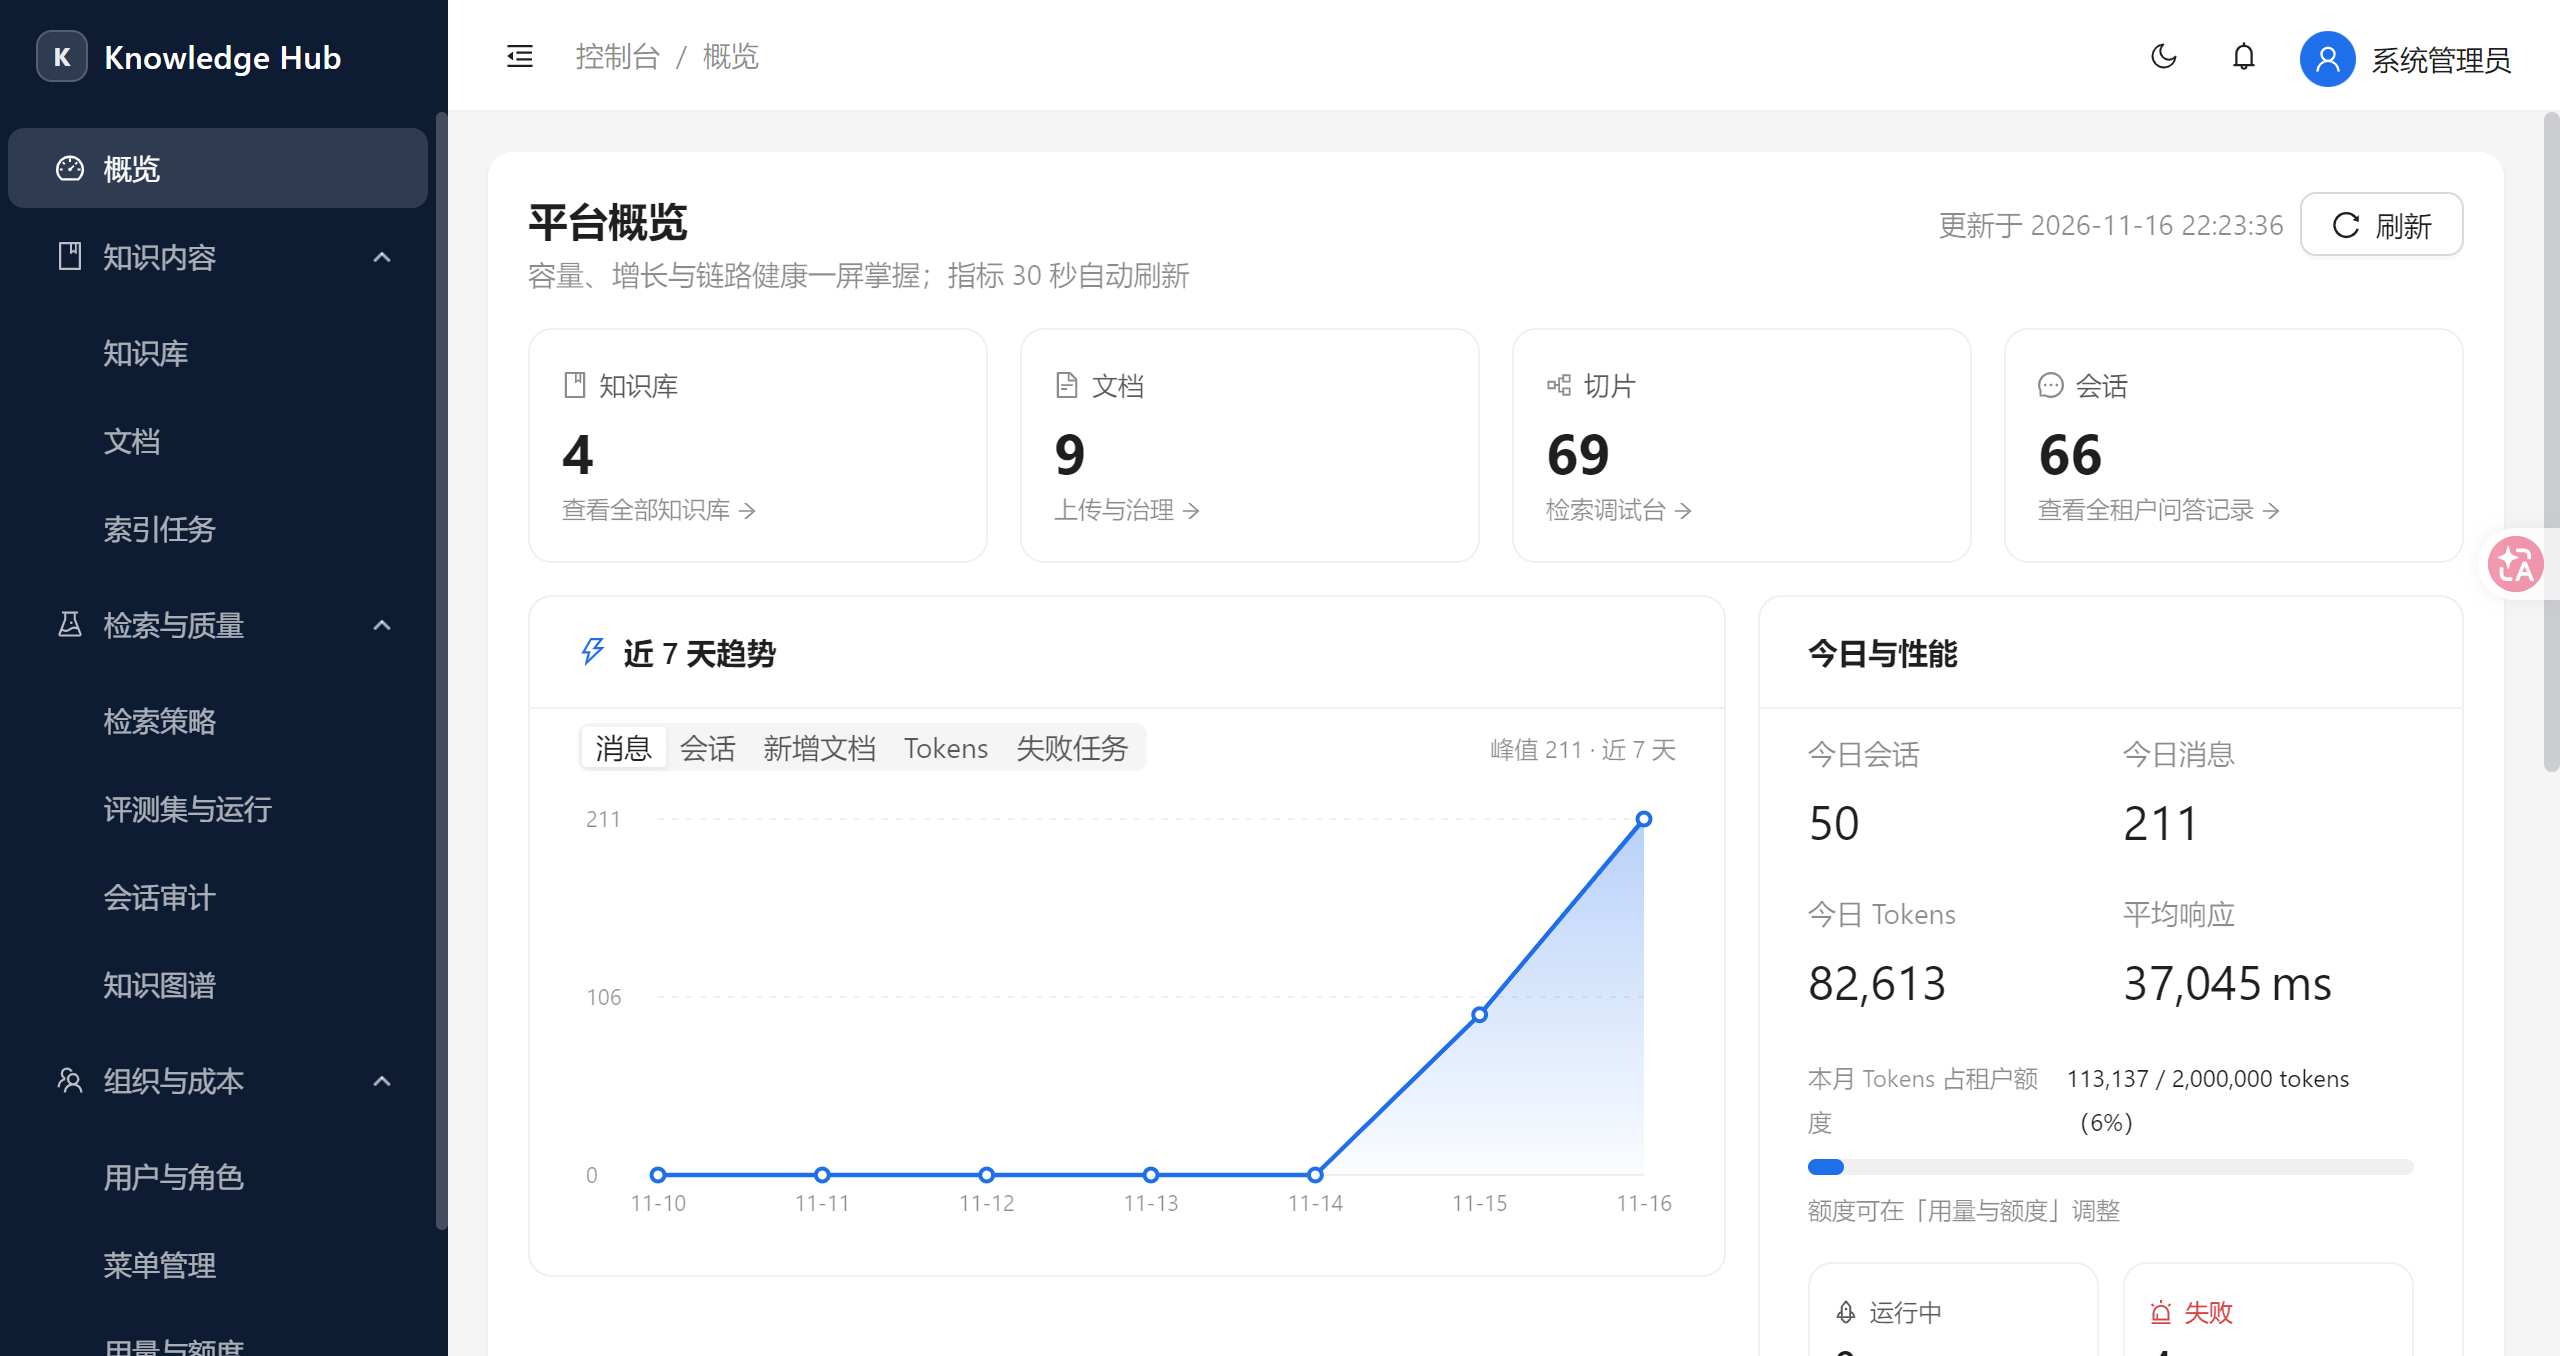 K Knowledge Hub
概览
知识内容
知识库
文档
索引任务
检索与质量
检索策略
评测集与运行
会话审计
知识图谱
组织与成本
用户与角色
菜单管理
用量与额度
控制台 / 概览
系统管理员
平台概览
更新于 2026-11-16 22:23:36
刷新
容量、增长与链路健康一屏掌握；指标 30 秒自动刷新
知识库
4
查看全部知识库 →
文档
9
上传与治理 →
切片
69
检索调试台 →
会话
66
查看全租户问答记录 →
近 7 天趋势
消息 会话 新增文档 Tokens 失败任务
峰值 211 · 近 7 天
211
106
0
11-10 11-11 11-12 11-13 11-14 11-15 11-16
今日与性能
今日会话
50
今日消息
211
今日 Tokens
82,613
平均响应
37,045 ms
本月 Tokens 占租户额
度
113,137 / 2,000,000 tokens
(6%)
额度可在「用量与额度」调整
运行中
失败